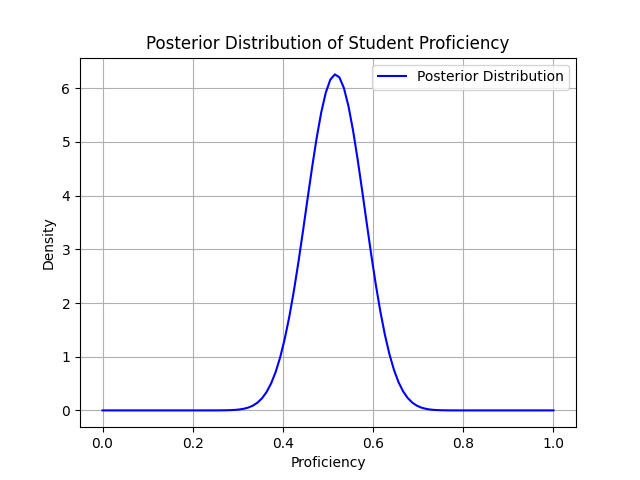 Posterior Distribution of Student Proficiency
Posterior Distribution
6
5
4
3
2
1
0
Density
0.0 0.2 0.4 0.6 0.8 1.0
Proficiency